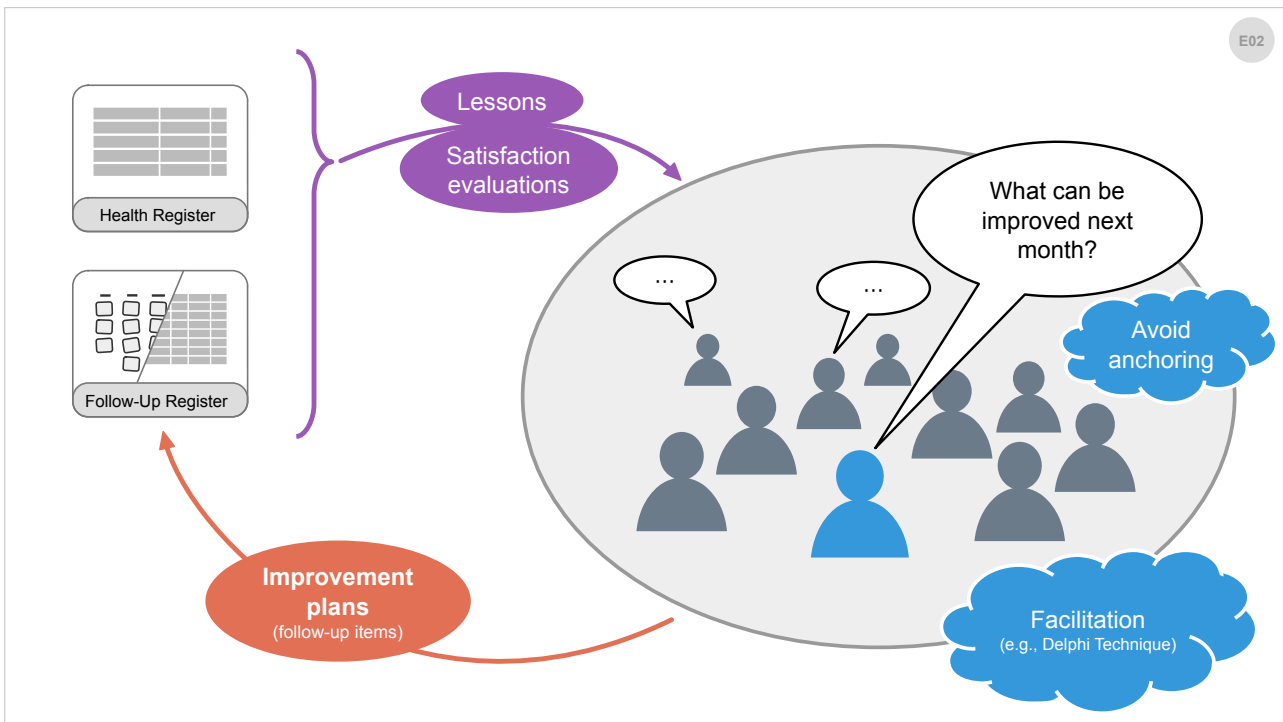 E02
Health Register
Follow-Up Register
Lessons
Satisfaction
evaluations
What can be
improved next
month?
...
...
Avoid
anchoring
Improvement
plans
(follow-up items)
Facilitation
(e.g., Delphi Technique)